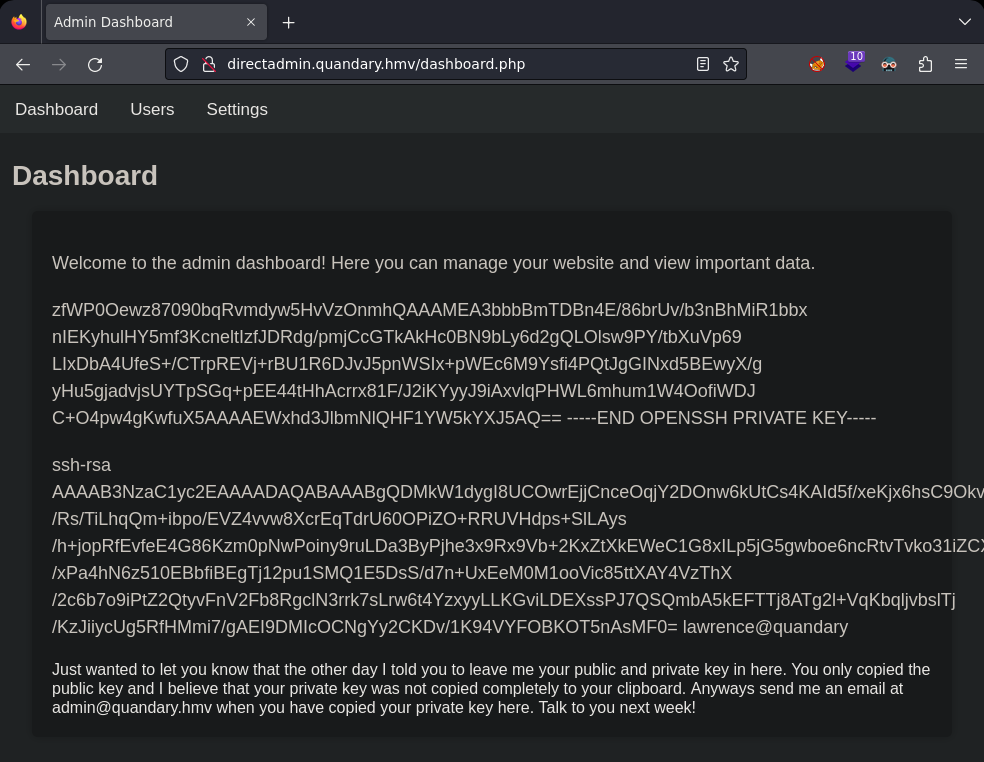 Admin Dashboard
directadmin.quandary.hmv/dashboard.php
10
Dashboard Users Settings
Dashboard
Welcome to the admin dashboard! Here you can manage your website and view important data.
zfWP0Oewz87090bqRvmdyw5HvVzOnmhQAAAMEA3bbbBmTDBn4E/86brUv/b3nBhMiR1bbx
nIEKyhulHY5mf3KcneltIzfJDRdg/pmjCcGTkAkHc0BN9bLy6d2gQLOlsw9PY/tbXuVp69
LIxDbA4UfeS+/CTrpREVj+rBU1R6DJvJ5pnWSIx+pWEc6M9Ysfi4PQtJgGINxd5BEwyX/g
yHu5gjadvjsUYTpSGq+pEE44tHhAcrrx81F/J2iKYyyJ9iAxvlqPHWL6mhum1W4OofiWDJ
C+O4pw4gKwfuX5AAAAEWxhd3JlbmNlQHF1YW5kYXJ5AQ== -----END OPENSSH PRIVATE KEY-----
ssh-rsa
AAAAB3NzaC1yc2EAAAADAQABAAABgQDMkW1dygI8UCOwrEjjCnceOqjY2DOnw6kUtCs4KAId5f/xeKjx6hsC9Okv
/Rs/TiLhqQm+ibpo/EVZ4vvw8XcrEqTdrU60OPiZO+RRUVHdps+SlLAys
/h+jopRfEvfeE4G86Kzm0pNwPoiny9ruLDa3ByPjhe3x9Rx9Vb+2KxZtXkEWeC1G8xILp5jG5gwboe6ncRtvTvko31iZC
/xPa4hN6z510EBbfiBEgTj12pu1SMQ1E5DsS/d7n+UxEeM0M1ooVic85ttXAY4VzThX
/2c6b7o9iPtZ2QtyvFnV2Fb8RgclN3rrk7sLrw6t4YzxyyLLKGviLDEXssPJ7QSQmbA5kEFTTj8ATg2l+VqKbqljvbslTj
/KzJiiycUg5RfHMmi7/gAEI9DMIcOCNgYy2CKDv/1K94VYFOBKOT5nAsMF0= lawrence@quandary
Just wanted to let you know that the other day I told you to leave me your public and private key in here. You only copied the
public key and I believe that your private key was not copied completely to your clipboard. Anyways send me an email at
admin@quandary.hmv when you have copied your private key here. Talk to you next week!